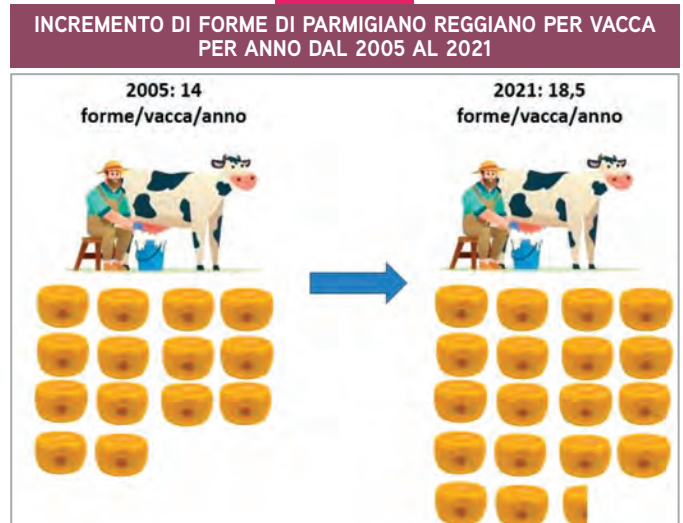 INCREMENTO DI FORME DI PARMIGIANO REGGIANO PER VACCA
PER ANNO DAL 2005 AL 2021
2005: 14
forme/vacca/anno
2021: 18,5
forme/vacca/anno